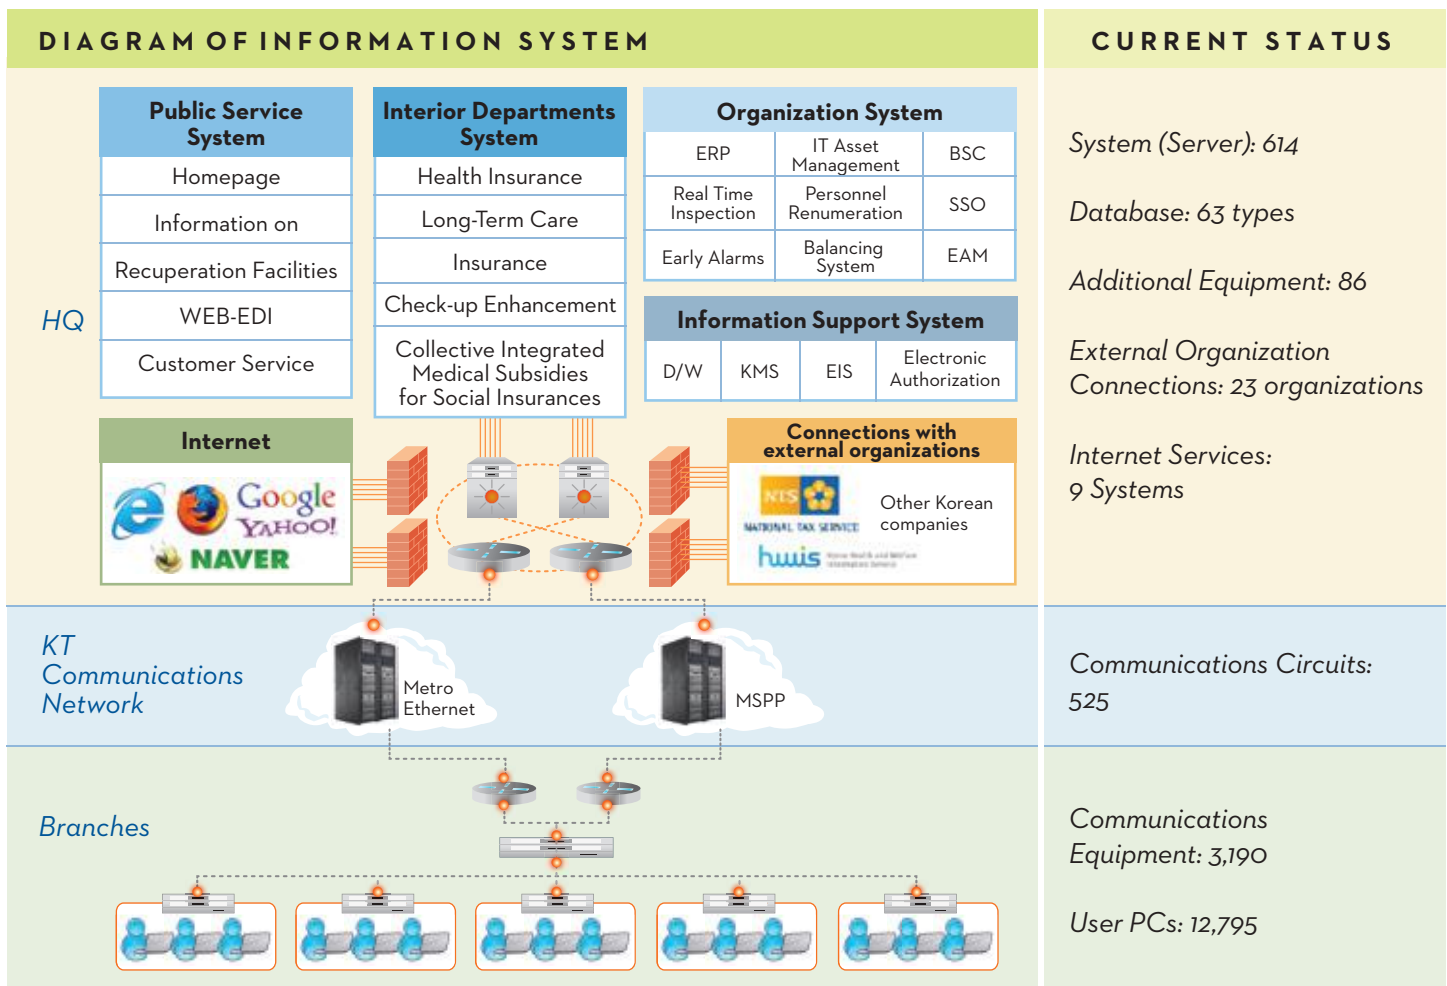 DIAGRAM OF INFORMATION SYSTEM
CURRENT STATUS
HQ
Public Service
System
Homepage
Information on
Recuperation Facilities
WEB-EDI
Customer Service
Interior Departments
System
Health Insurance
Long-Term Care
Insurance
Check-up Enhancement
Collective Integrated
Medical Subsidies
for Social Insurances
Organization System
ERP
IT Asset
Management
BSC
Real Time
Inspection
Personnel
Renumeration
SSO
Early Alarms
Balancing
System
EAM
Information Support System
D/W
KMS
EIS
Electronic
Authorization
Internet
Google
YAHOO!
NAVER
Connections with
external organizations
NTS
NATIONAL TAX SERVICE
hwis
Other Korean
companies
System (Server): 614
Database: 63 types
Additional Equipment: 86
External Organization
Connections: 23 organizations
Internet Services:
9 Systems
KT
Communications
Network
Metro
Ethernet
MSPP
Communications Circuits:
525
Branches
Communications
Equipment: 3,190
User PCs: 12,795